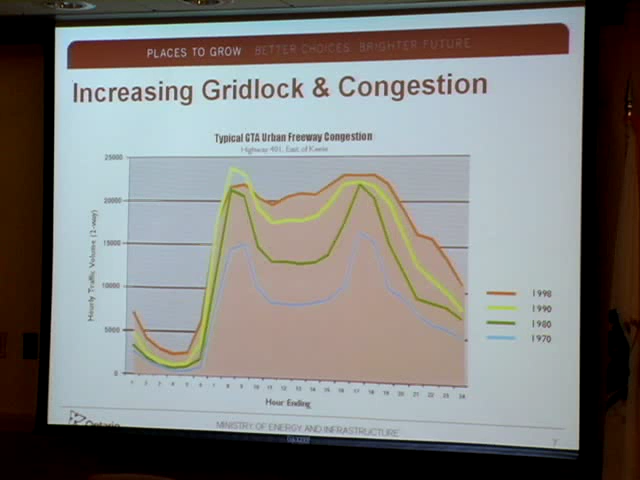 PLACES TO GROW BETTER CHOICES. BRIGHTER FUTURE.
Increasing Gridlock & Congestion
Typical GTA Urban Freeway Congestion
Highway 401, East of Keele
Hourly Traffic Volume (2-way)
25000
20000
15000
10000
5000
0
1 2 3 4 5 6 7 8 9 10 11 12 13 14 15 16 17 18 19 20 21 22 23 24
Hour Ending
1998
1990
1980
1970
Ontario
MINISTRY OF ENERGY AND INFRASTRUCTURE
7